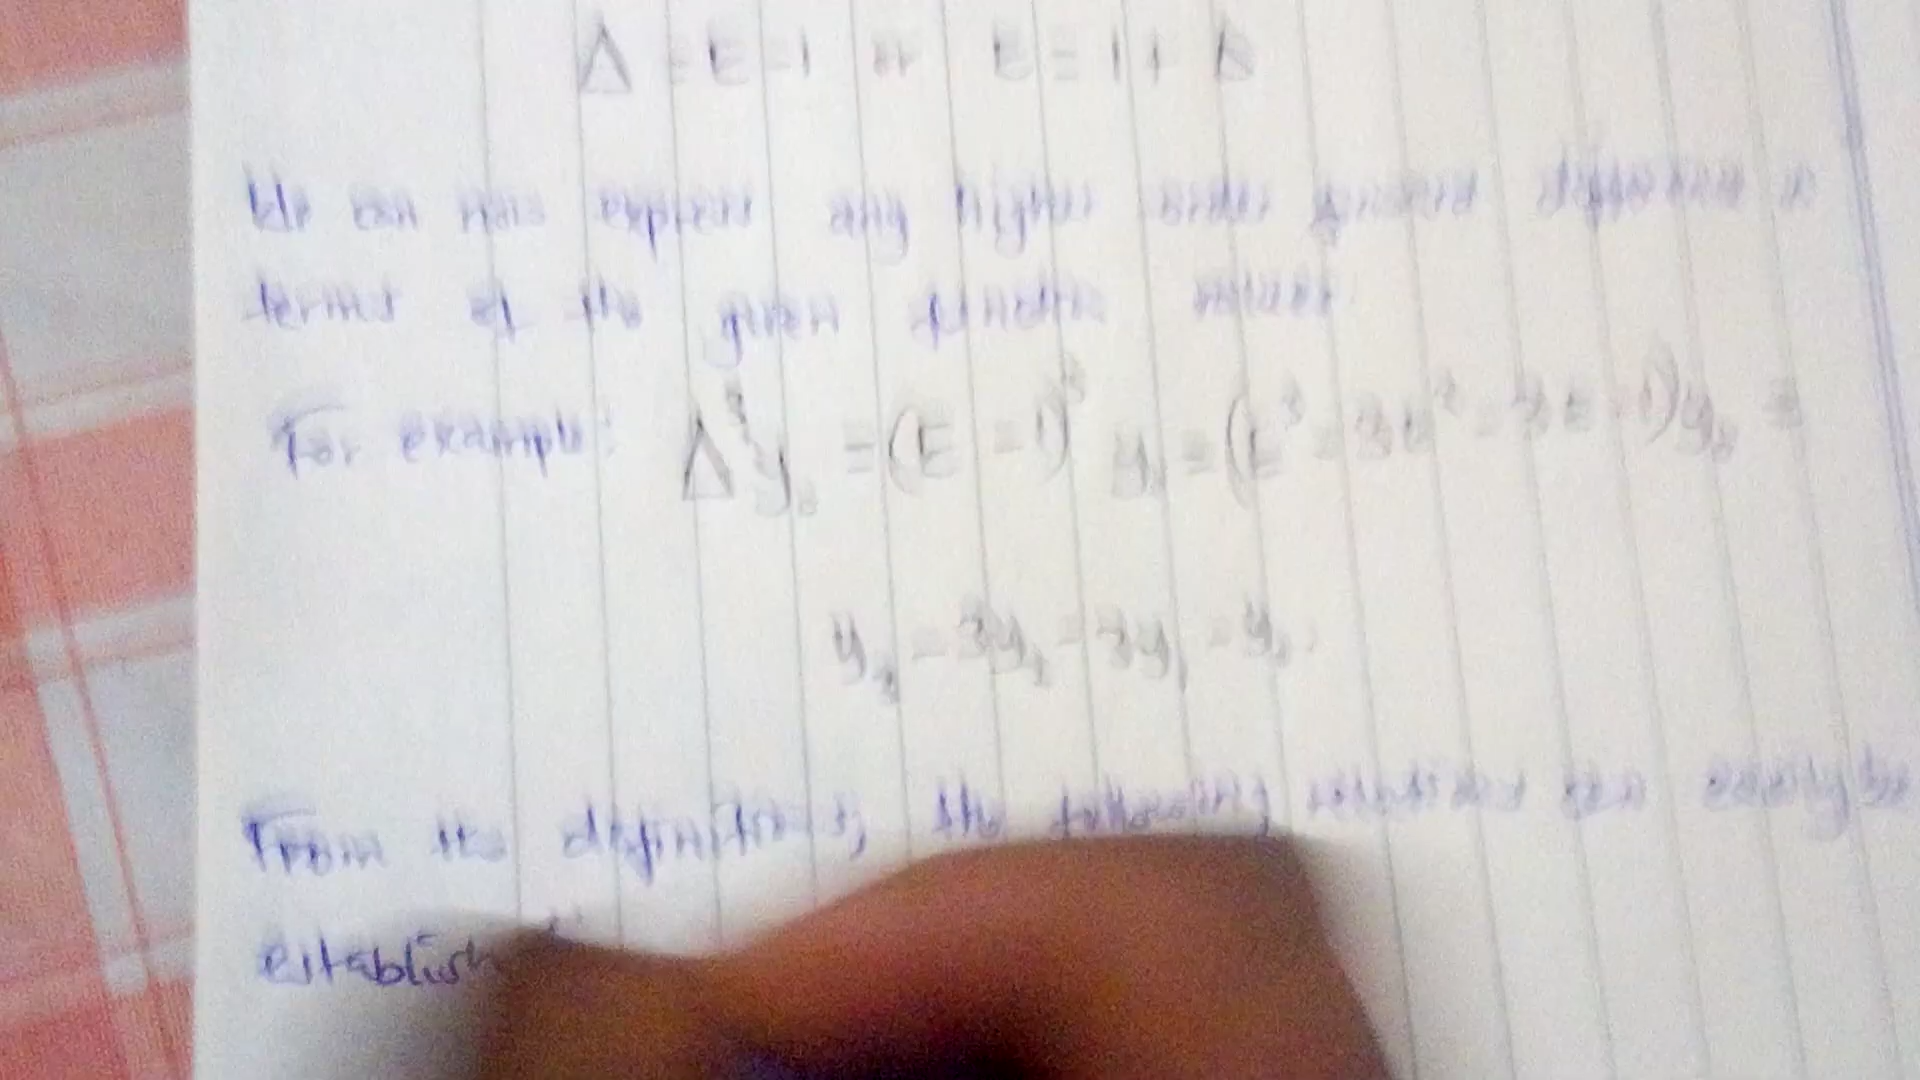 Δ = E - 1 or E = 1 + Δ
We can now express any higher order forward difference in
terms of the given function values
For example: Δ³y₀ = (E - 1)³ y₀ = (E³ - 3E² - 3E - 1)y₀ =
y₃ - 3y₂ - 3y₁ - y₀.
From the definitions, the following relations can easily be
establish